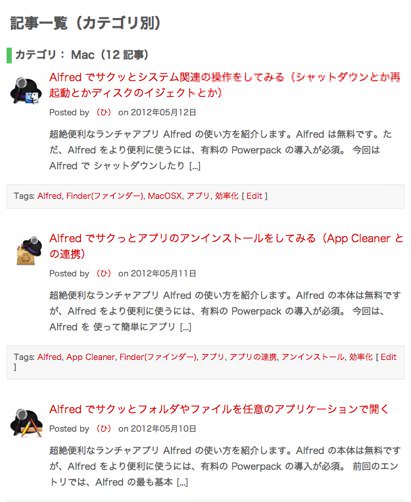 記事一覧（カテゴリ別）
カテゴリ： Mac（12 記事）
Alfred でサクッとシステム関連の操作をしてみる（シャットダウンとか再
起動とかディスクのイジェクトとか）
Posted by （ひ） on 2012年05月12日
超絶便利なランチャアプリ Alfred の使い方を紹介します。Alfred は無料です。た
だ、Alfred をより便利に使うには、有料の Powerpack の導入が必須。 今回は
Alfred で シャットダウンしたり [...]
Tags: Alfred, Finder(ファインダー), MacOSX, アプリ, 効率化 [ Edit ]
Alfred でサクっとアプリのアンインストールをしてみる（App Cleaner と
の連携）
Posted by （ひ） on 2012年05月11日
超絶便利なランチャアプリ Alfred の使い方を紹介します。Alfred の本体は無料です
が、Alfred をより便利に使うには、有料の Powerpack の導入が必須。 今回は、
Alfred を 使って簡単にアプリ [...]
Tags: Alfred, App Cleaner, Finder(ファインダー), アプリ, アプリの連携, アンインストール, 効率化 [ Edit
]
Alfred でサクッとフォルダやファイルを任意のアプリケーションで開く
Posted by （ひ） on 2012年05月10日
超絶便利なランチャアプリ Alfred の使い方を紹介します。Alfred の本体は無料です
が、Alfred をより便利に使うには、有料の Powerpack の導入が必須。 前回のエン
トリでは、Alfred の最も基本 [...]